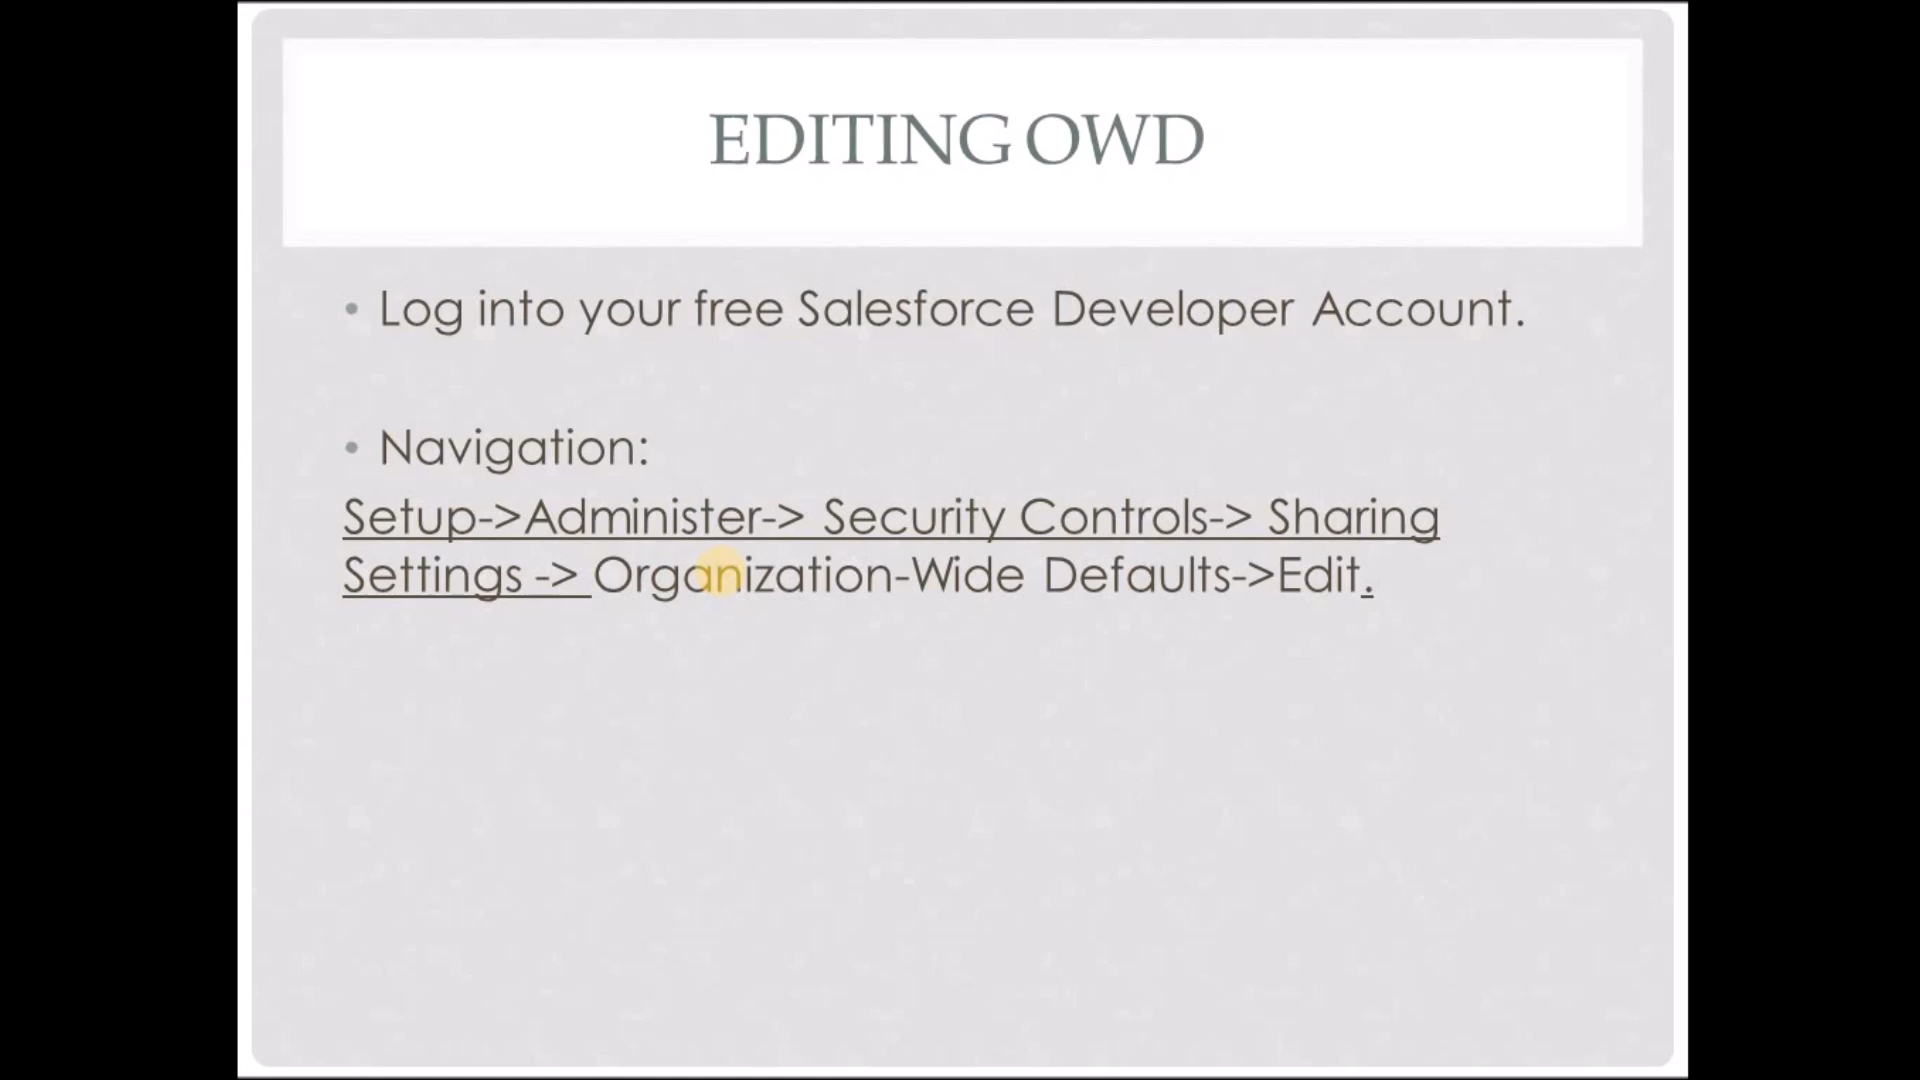 EDITING OWD
• Log into your free Salesforce Developer Account.
• Navigation:
Setup->Administer-> Security Controls-> Sharing
Settings -> Organization-Wide Defaults->Edit.